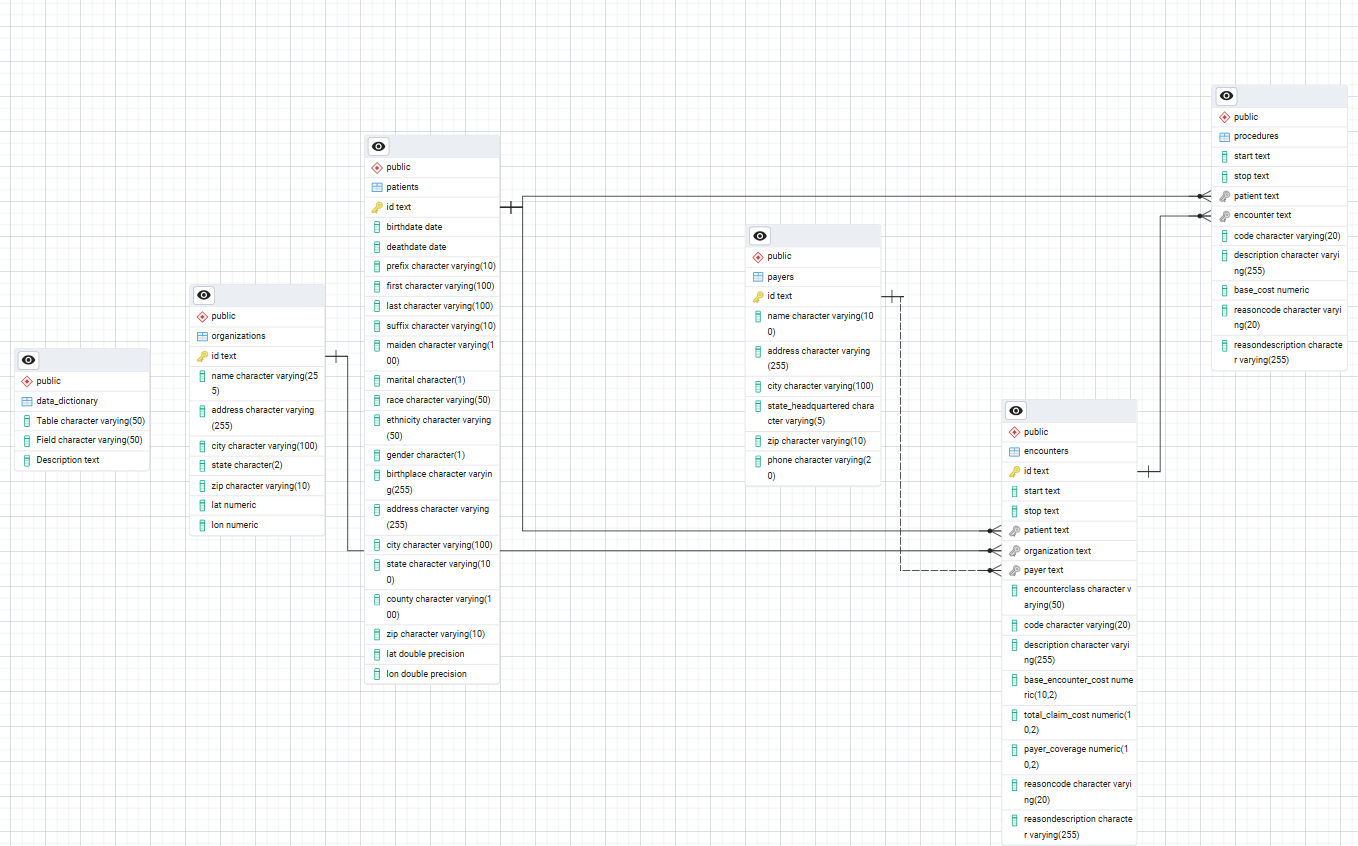 public
data_dictionary
Table character varying(50)
Field character varying(50)
Description text
public
organizations
id text
name character varying(25
5)
address character varying
(255)
city character varying(100)
state character(2)
zip character varying(10)
lat numeric
lon numeric
public
patients
id text
birthdate date
deathdate date
prefix character varying(10)
first character varying(100)
last character varying(100)
suffix character varying(10)
maiden character varying(1
00)
marital character(1)
race character varying(50)
ethnicity character varying
(50)
gender character(1)
birthplace character varyin
g(255)
address character varying
(255)
city character varying(100)
state character varying(10
0)
county character varying(1
00)
zip character varying(10)
lat double precision
lon double precision
public
payers
id text
name character varying(10
0)
address character varying
(255)
city character varying(100)
state_headquartered chara
cter varying(5)
zip character varying(10)
phone character varying(2
0)
public
encounters
id text
start text
stop text
patient text
organization text
payer text
encounterclass character v
arying(50)
code character varying(20)
description character varyi
ng(255)
base_encounter_cost nume
ric(10,2)
total_claim_cost numeric(1
0,2)
payer_coverage numeric(1
0,2)
reasoncode character varyi
ng(20)
reasondescription characte
r varying(255)
public
procedures
start text
stop text
patient text
encounter text
code character varying(20)
description character varyi
ng(255)
base_cost numeric
reasoncode character varyi
ng(20)
reasondescription characte
r varying(255)